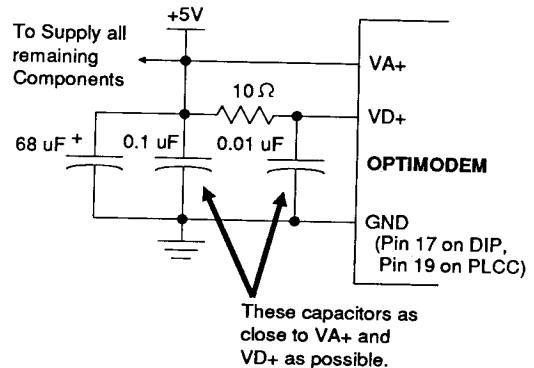 +5V
To Supply all
remaining
Components
VA+
10 Ω
VD+
68 uF +
0.1 uF
0.01 uF
OPTIMODEM
GND
(Pin 17 on DIP,
Pin 19 on PLCC)
These capacitors as
close to VA+ and
VD+ as possible.